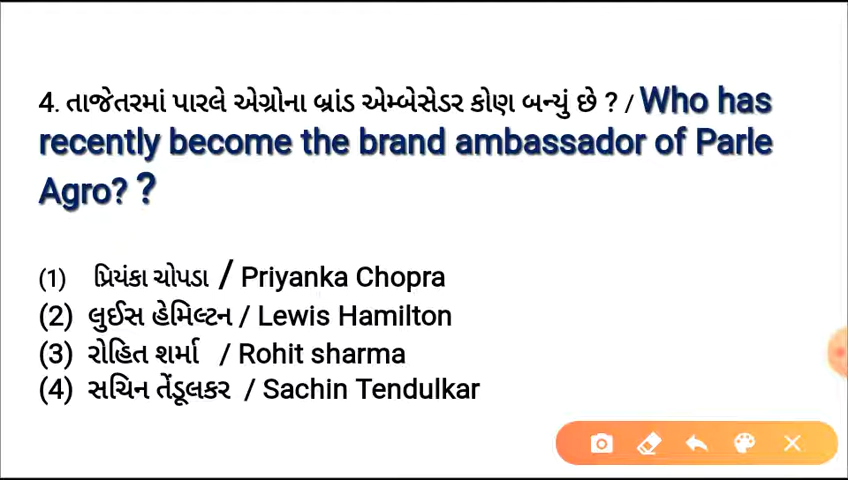 4. તાજેતરમાં પારલે એગ્રોના બ્રાંડ એમ્બેસેડર કોણ બન્યું છે ? / Who has
recently become the brand ambassador of Parle
Agro? ?
(1) પ્રિયંકા ચોપડા / Priyanka Chopra
(2) લુઈસ હેમિલ્ટન / Lewis Hamilton
(3) રોહિત શર્મા / Rohit sharma
(4) સચિન તેંડૂલકર / Sachin Tendulkar